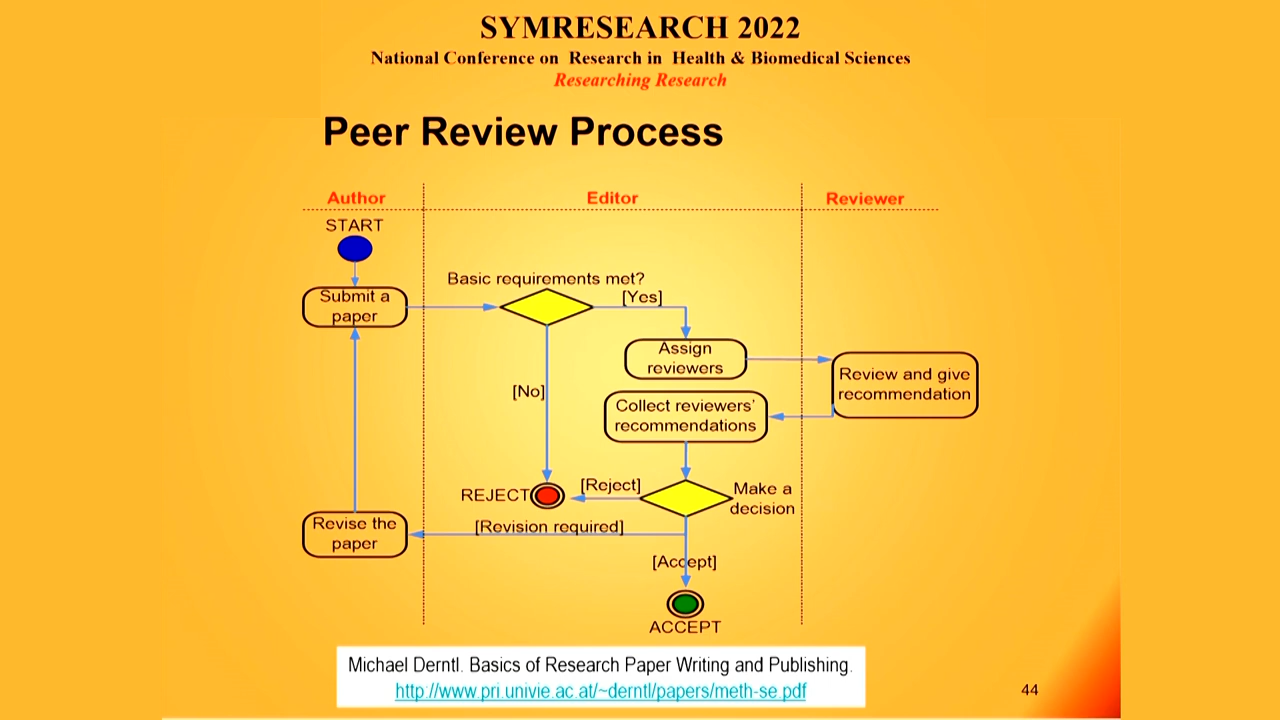 SYMRESEARCH 2022
National Conference on Research in Health & Biomedical Sciences
Researching Research
Peer Review Process
Author
Editor
Reviewer
START
Submit a
paper
Basic requirements met?
[Yes]
[No]
Assign
reviewers
Review and give
recommendation
Collect reviewers'
recommendations
Make a
decision
[Reject]
REJECT
[Revision required]
Revise the
paper
[Accept]
ACCEPT
Michael Derntl. Basics of Research Paper Writing and Publishing.
http://www.pri.univie.ac.at/~derntl/papers/meth-se.pdf
44